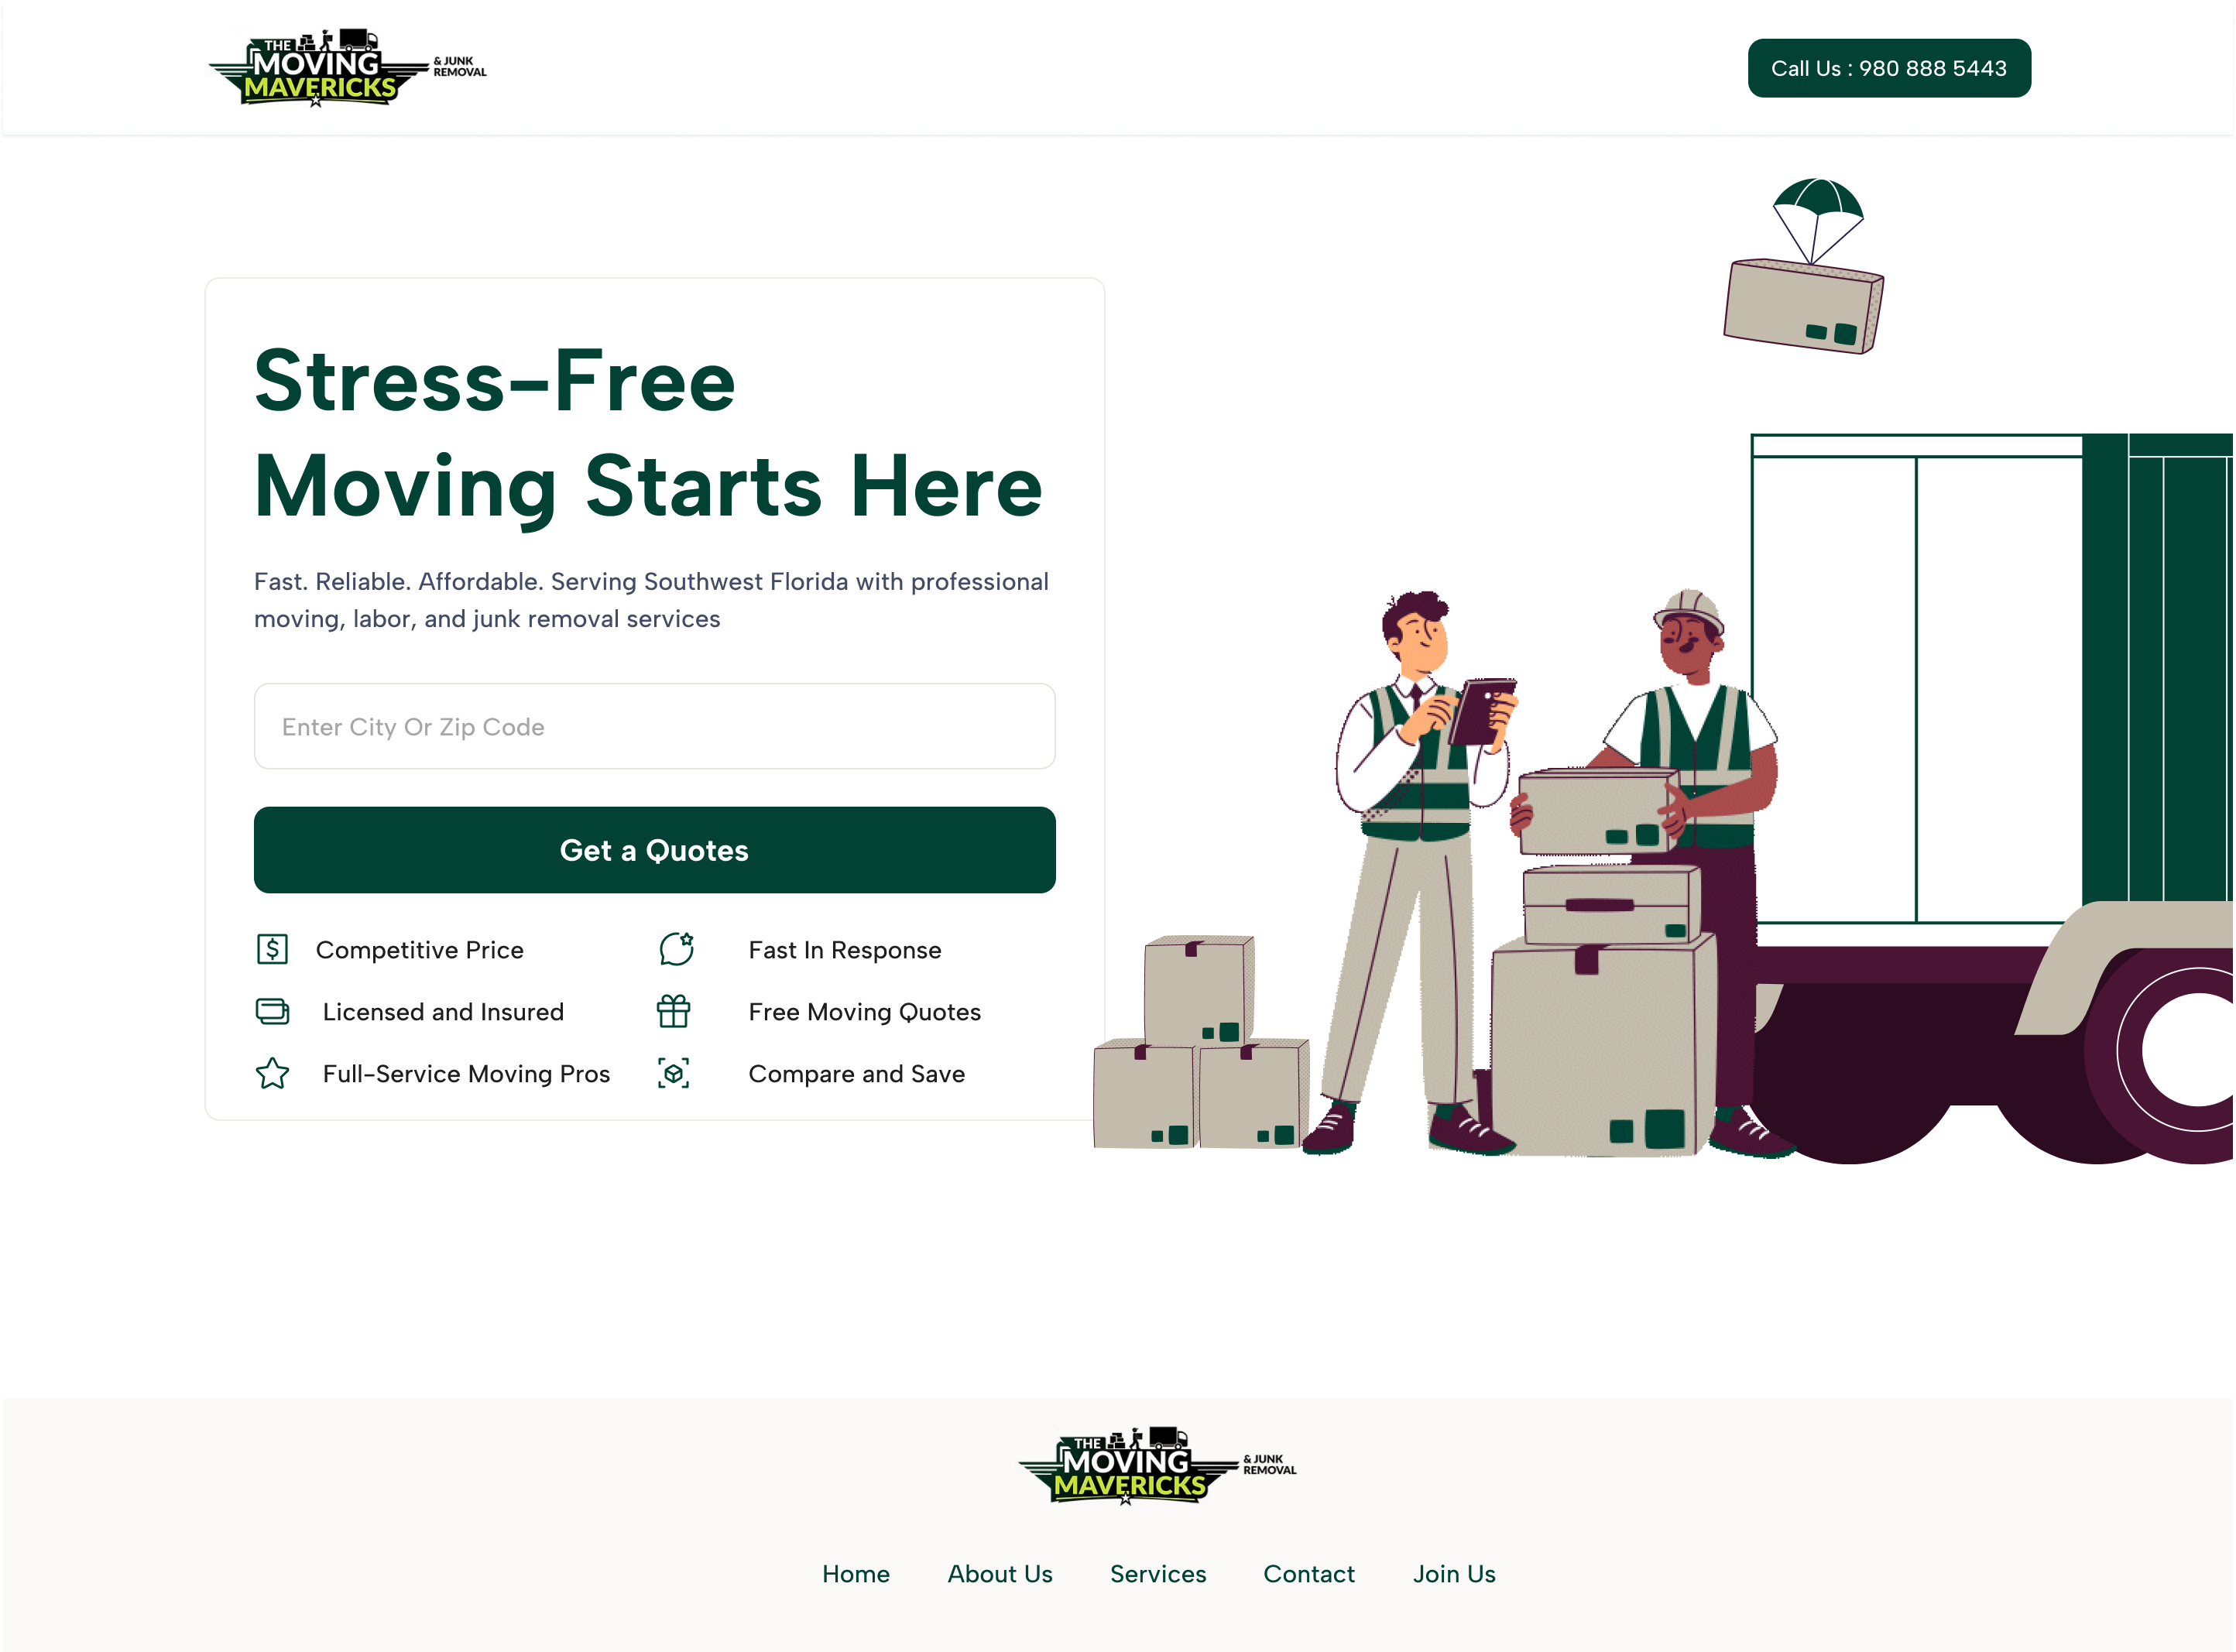 THE
MOVING
MAVERICKS
& JUNK
REMOVAL
Call Us : 980 888 5443
Stress-Free
Moving Starts Here
Fast. Reliable. Affordable. Serving Southwest Florida with professional
moving, labor, and junk removal services
Enter City Or Zip Code
Get a Quotes
Competitive Price
Fast In Response
Licensed and Insured
Free Moving Quotes
Full-Service Moving Pros
Compare and Save
THE
MOVING
MAVERICKS
& JUNK
REMOVAL
Home About Us Services Contact Join Us